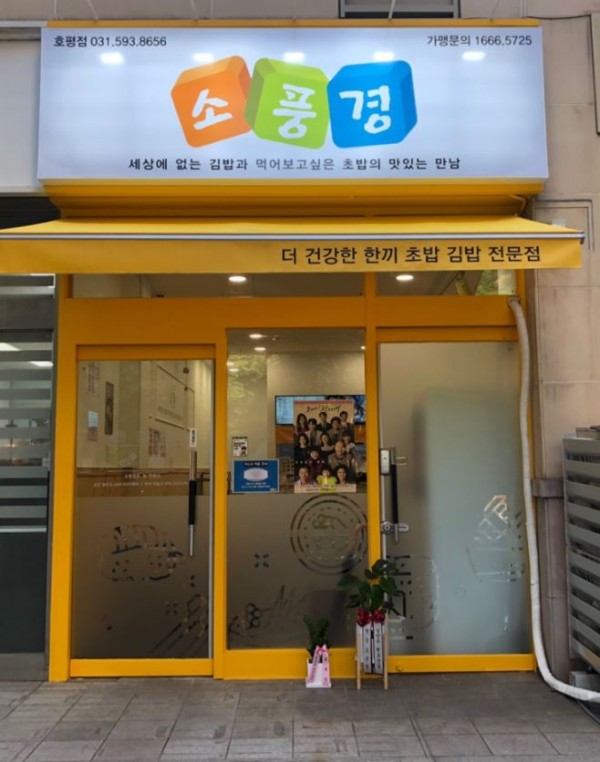 호평점 031.593.8656
가맹문의 1666.5725
소풍경
세상에 없는 김밥과 먹어보고싶은 초밥의 맛있는 만남
더 건강한 한끼 초밥 김밥 전문점